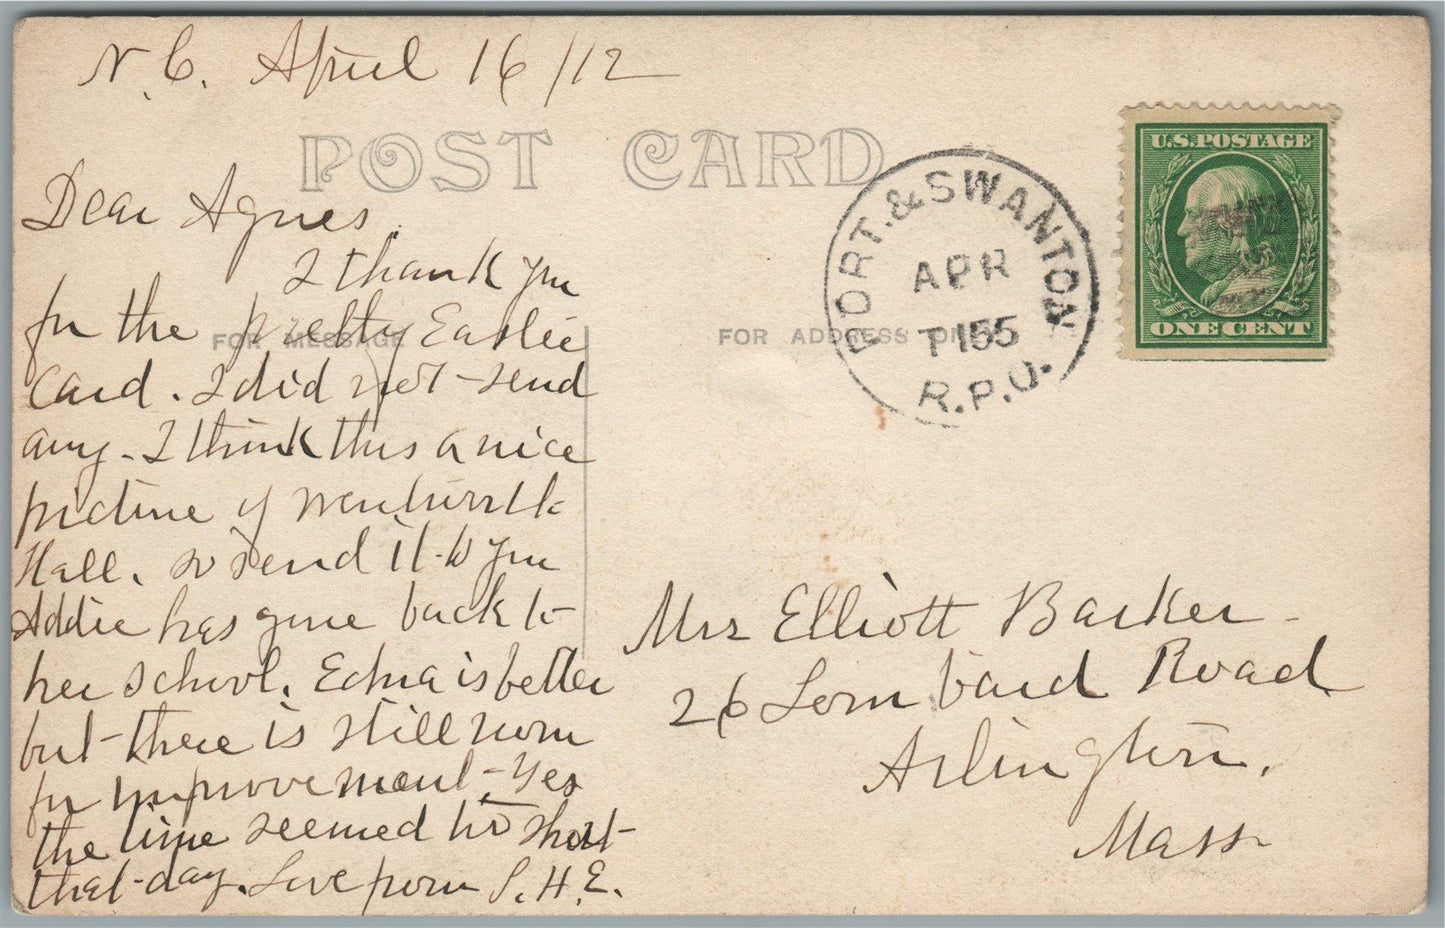 N.C. April 16/12
POST CARD
U.S. POSTAGE
ONE CENT
PORT. & SWANTON
APR
T 155
R.P.O.
FOR MESSAGE
FOR ADDRESS ONLY
Dear Agnes.
I thank you
for the pretty Easter
Card. I did not send
any. I think this a nice
picture of Wentworth
Hall, so send it to you
Addie has gone back to
her school. Edna is better
but there is still room
for improvement. Yes
the time seemed too short
that day. Love from S.H.E.
Mrs Elliott Barker
26 Lombard Road
Arlington.
Mass